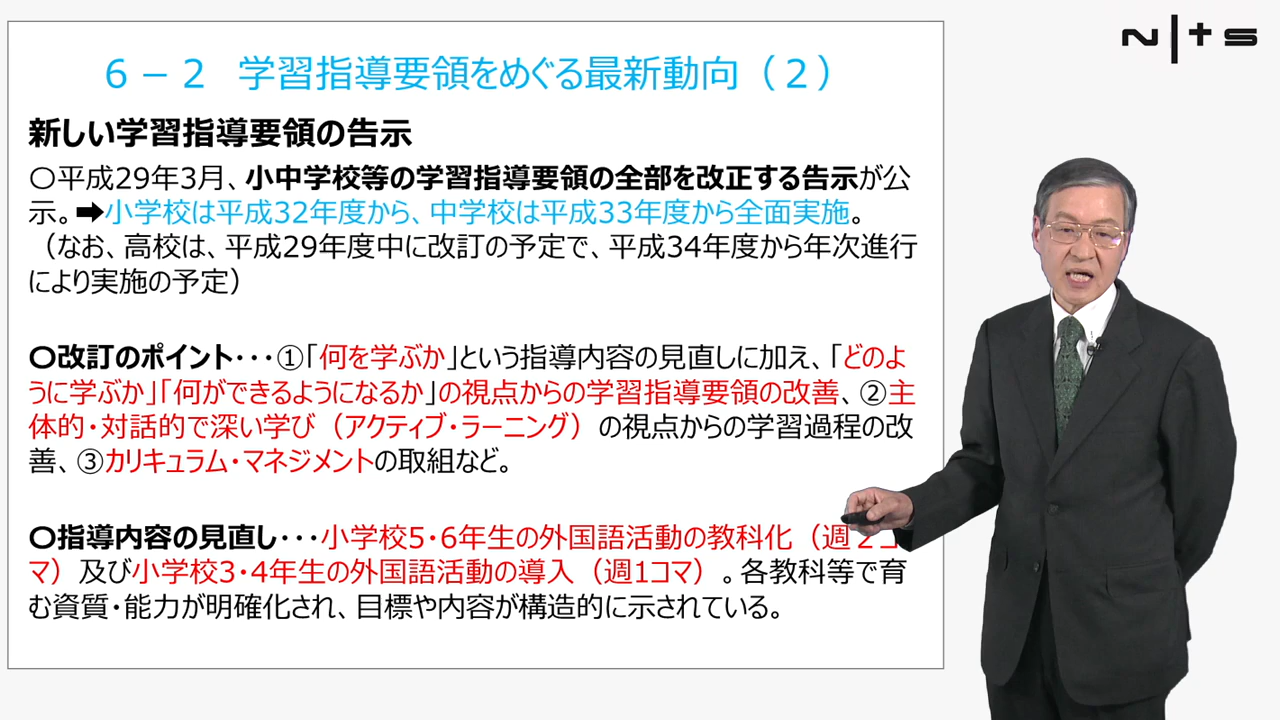 NITS
6－2 学習指導要領をめぐる最新動向（2）
新しい学習指導要領の告示
〇平成29年3月、小中学校等の学習指導要領の全部を改正する告示が公
示。➡小学校は平成32年度から、中学校は平成33年度から全面実施。
（なお、高校は、平成29年度中に改訂の予定で、平成34年度から年次進行
により実施の予定）
〇改訂のポイント・・・①「何を学ぶか」という指導内容の見直しに加え、「どのよ
うに学ぶか」「何ができるようになるか」の視点からの学習指導要領の改善、②主
体的・対話的で深い学び（アクティブ・ラーニング）の視点からの学習過程の改
善、③カリキュラム・マネジメントの取組など。
〇指導内容の見直し・・・小学校5・6年生の外国語活動の教科化（週2コ
マ）及び小学校3・4年生の外国語活動の導入（週1コマ）。各教科等で育
む資質・能力が明確化され、目標や内容が構造的に示されている。